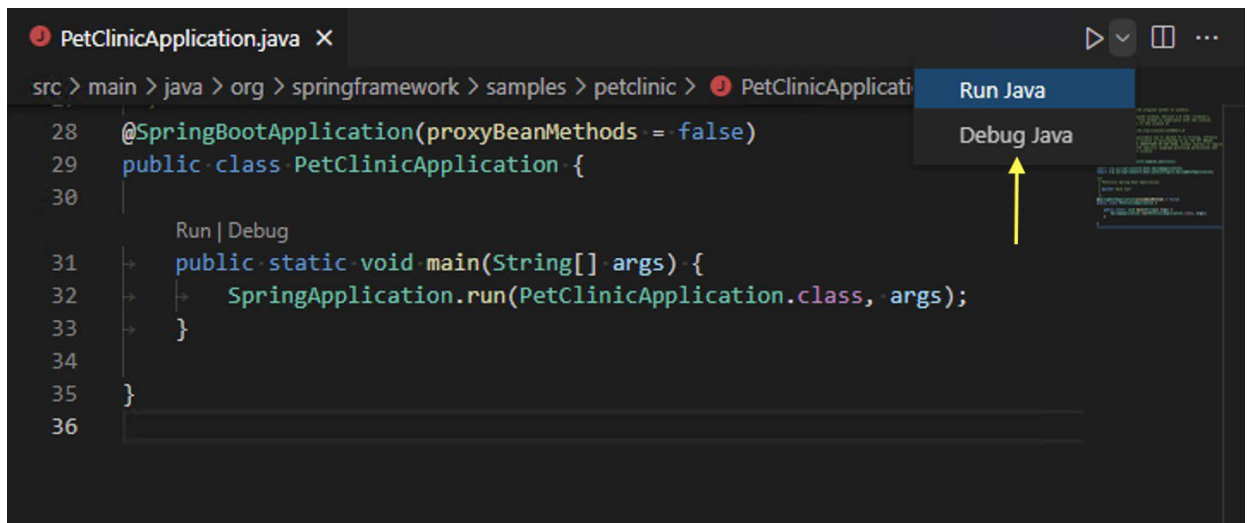 PetClinicApplication.java
src > main > java > org > springframework > samples > petclinic > PetClinicApplicati
Run Java
Debug Java
28 @SpringBootApplication(proxyBeanMethods = false)
29 public class PetClinicApplication {
30
Run | Debug
31 public static void main(String[] args) {
32 SpringApplication.run(PetClinicApplication.class, args);
33 }
34
35 }
36